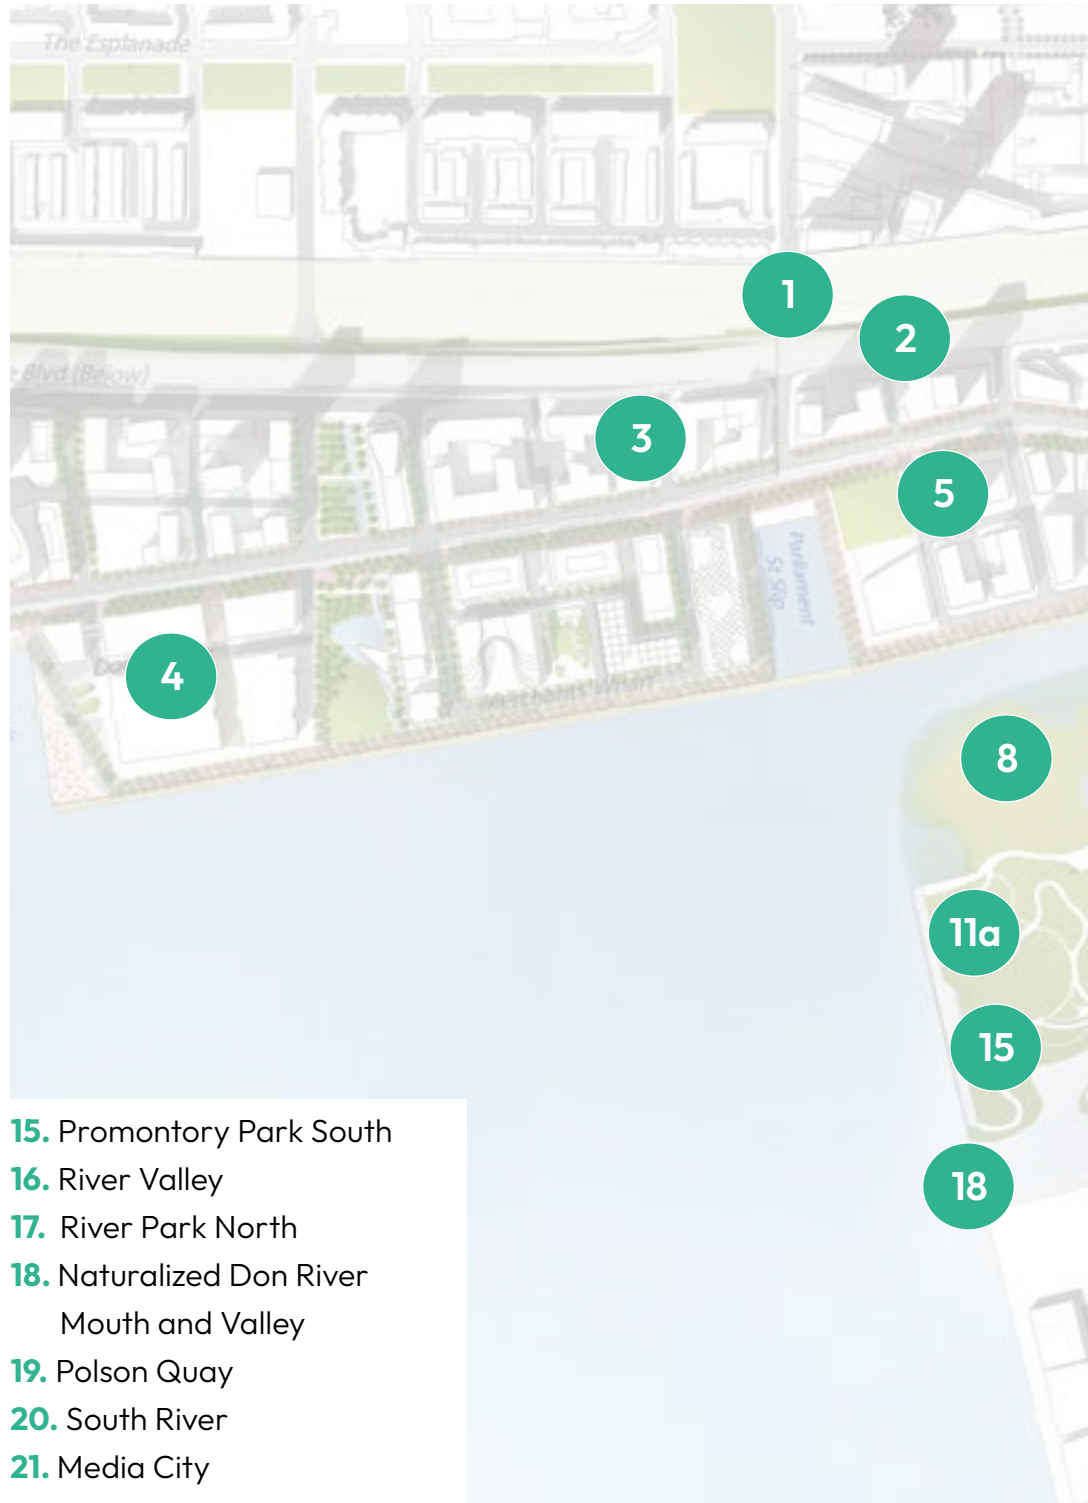 The Esplanade
1
2
Blvd (Below)
3
5
Parliament
St Slip
4
Merchants' Wharf
8
11a
15
18
15. Promontory Park South
16. River Valley
17. River Park North
18. Naturalized Don River
Mouth and Valley
19. Polson Quay
20. South River
21. Media City